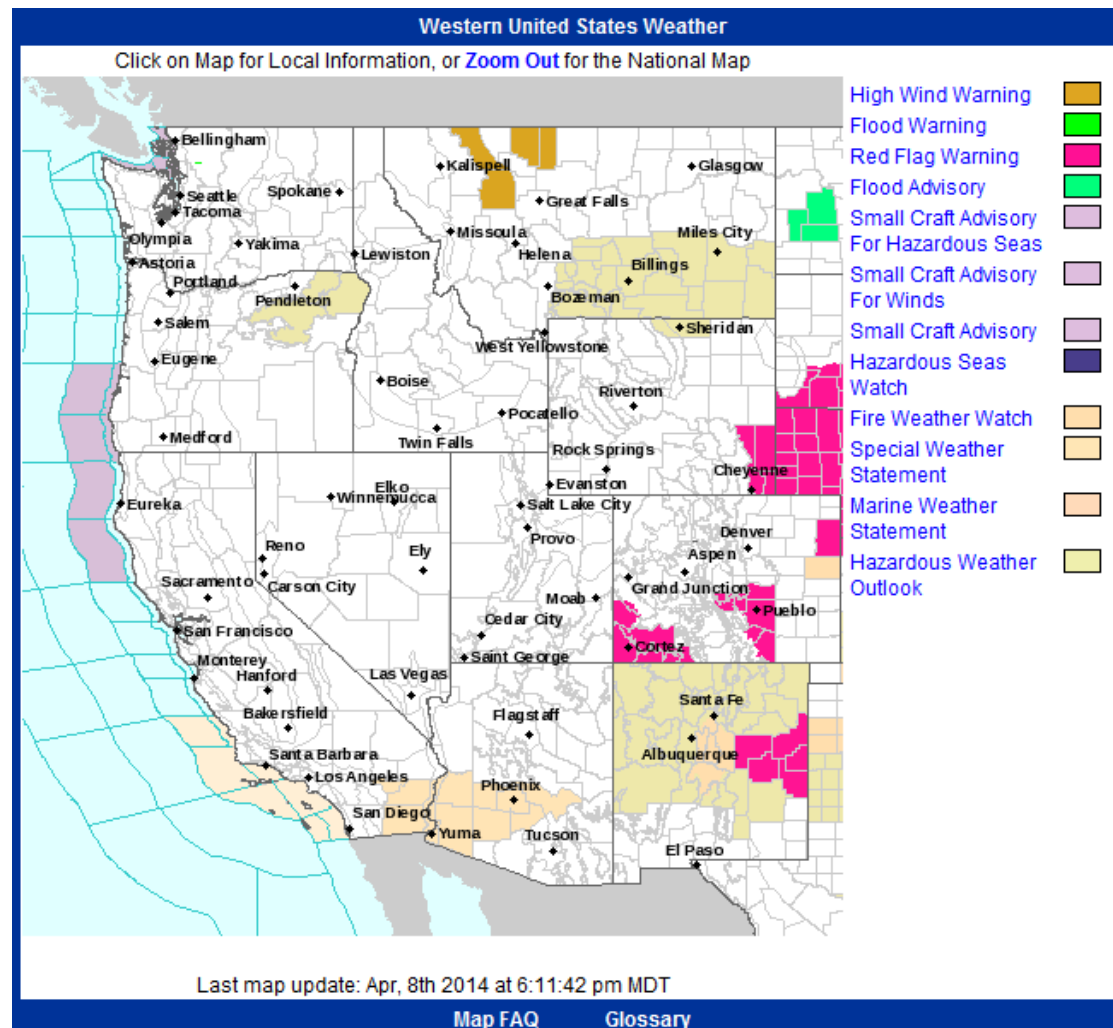 Western United States Weather
Click on Map for Local Information, or Zoom Out for the National Map
High Wind Warning
Flood Warning
Red Flag Warning
Flood Advisory
Small Craft Advisory
For Hazardous Seas
Small Craft Advisory
For Winds
Small Craft Advisory
Hazardous Seas
Watch
Fire Weather Watch
Special Weather
Statement
Marine Weather
Statement
Hazardous Weather
Outlook
Bellingham
Kalispell
Glasgow
Seattle
Spokane
Great Falls
Tacoma
Olympia
Yakima
Missoula
Miles City
Astoria
Lewiston
Helena
Portland
Pendleton
Billings
Bozeman
Salem
Sheridan
Eugene
West Yellowstone
Boise
Riverton
Pocatello
Medford
Twin Falls
Rock Springs
Cheyenne
Elko
Evanston
Eureka
Winnemucca
Salt Lake City
Provo
Denver
Reno
Ely
Aspen
Sacramento
Carson City
Grand Junction
Moab
Pueblo
San Francisco
Cedar City
Cortez
Monterey
Saint George
Hanford
Las Vegas
Santa Fe
Bakersfield
Flagstaff
Albuquerque
Santa Barbara
Los Angeles
Phoenix
San Diego
Yuma
Tucson
El Paso
Last map update: Apr, 8th 2014 at 6:11:42 pm MDT
Map FAQ
Glossary